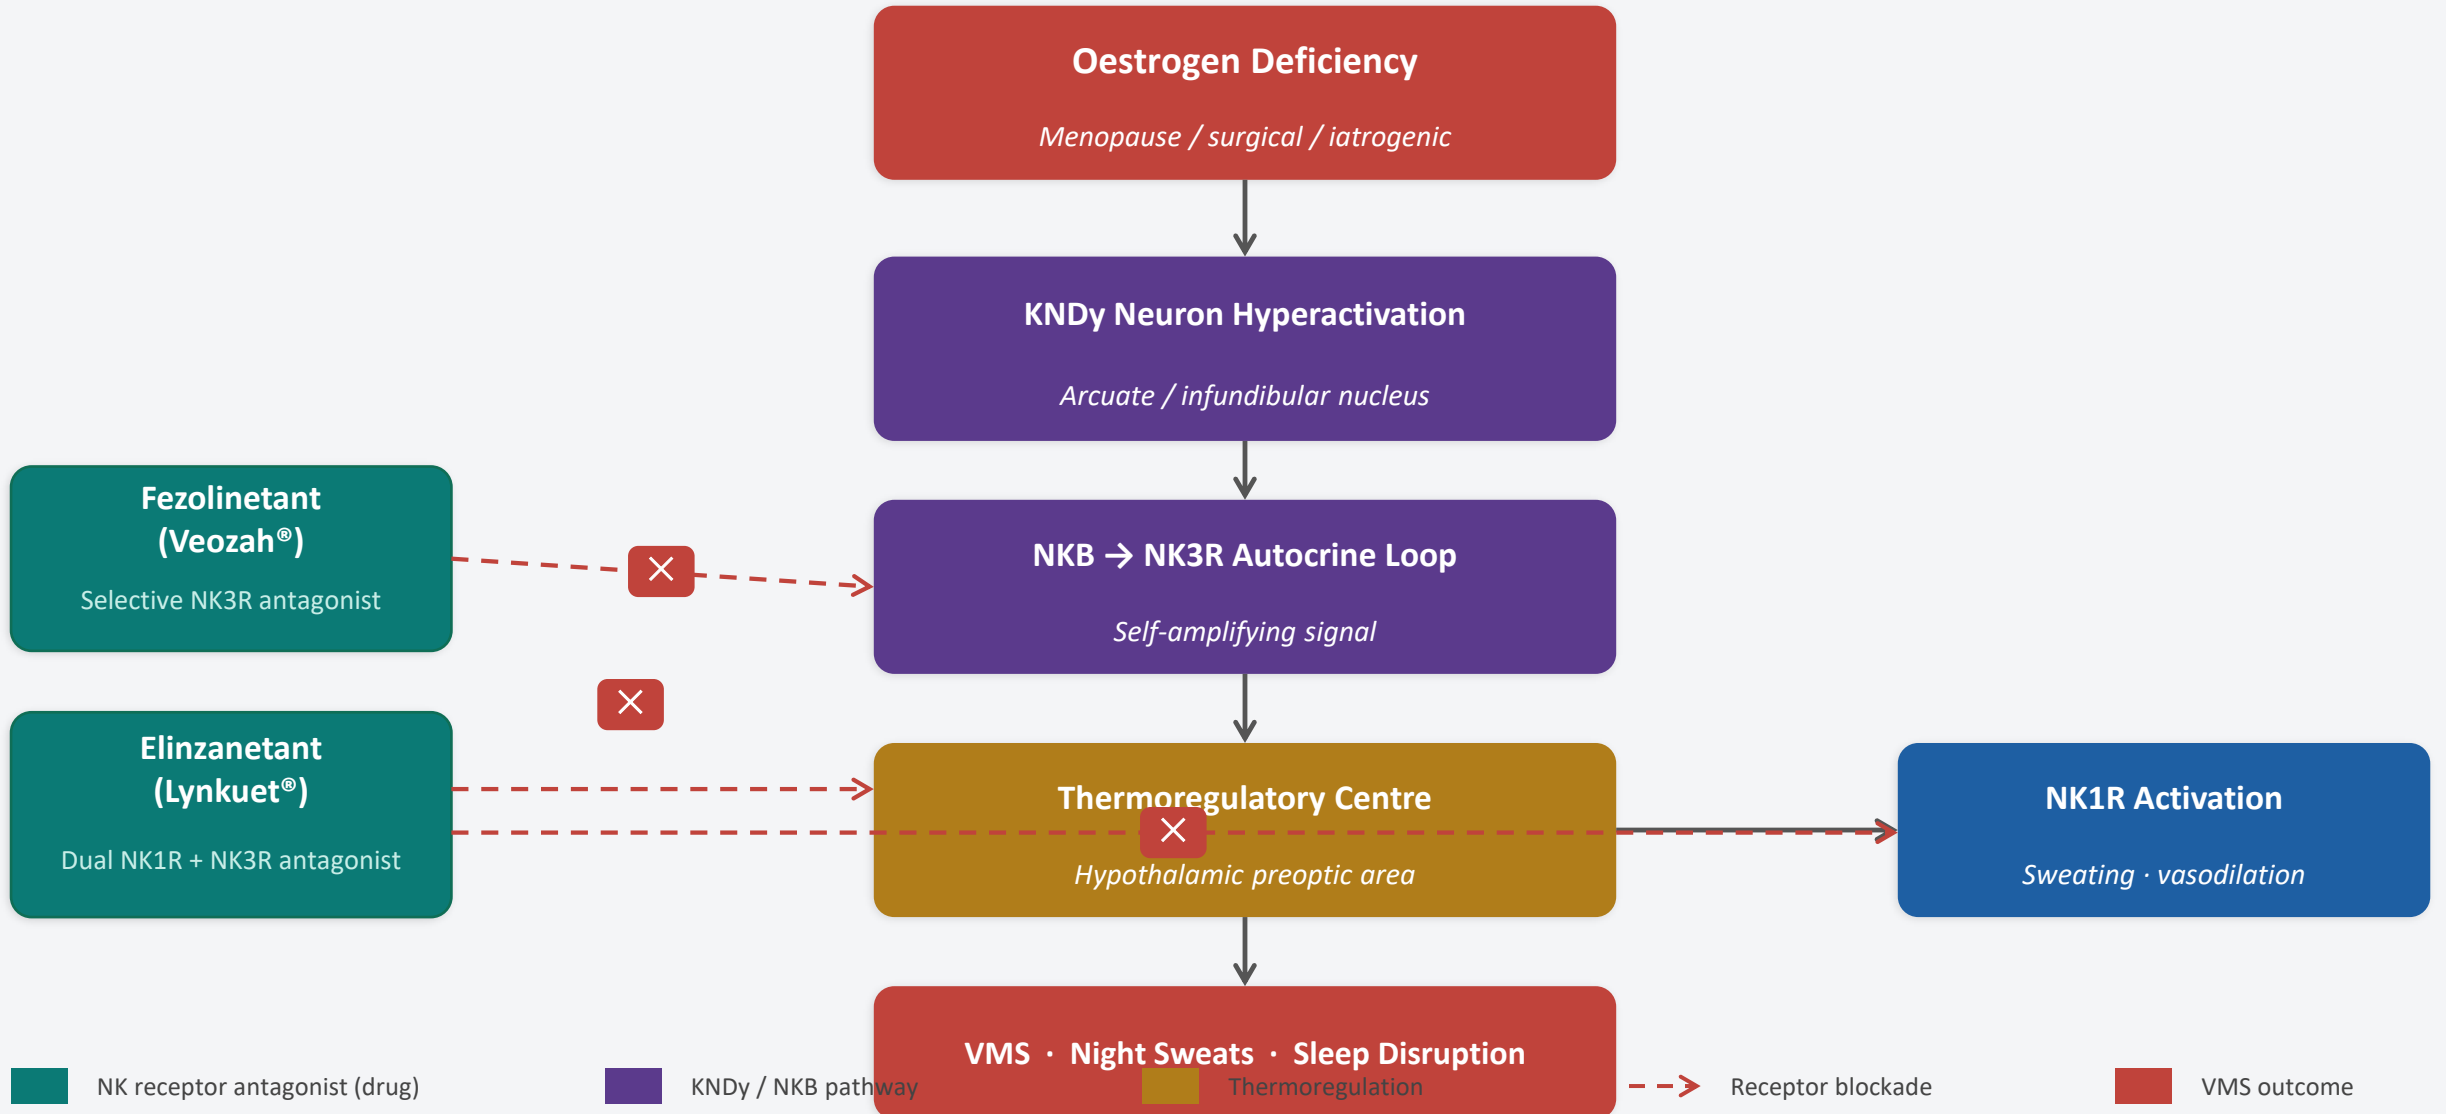 Oestrogen Deficiency
Menopause / surgical / iatrogenic
KNDy Neuron Hyperactivation
Arcuate / infundibular nucleus
Fezolinetant
(Veozah®)
Selective NK3R antagonist
NKB → NK3R Autocrine Loop
Self-amplifying signal
Elinzanetant
(Lynkuet®)
Dual NK1R + NK3R antagonist
Thermoregulatory Centre
Hypothalamic preoptic area
NK1R Activation
Sweating · vasodilation
VMS · Night Sweats · Sleep Disruption
NK receptor antagonist (drug)
KNDy / NKB pathway
Thermoregulation
Receptor blockade
VMS outcome